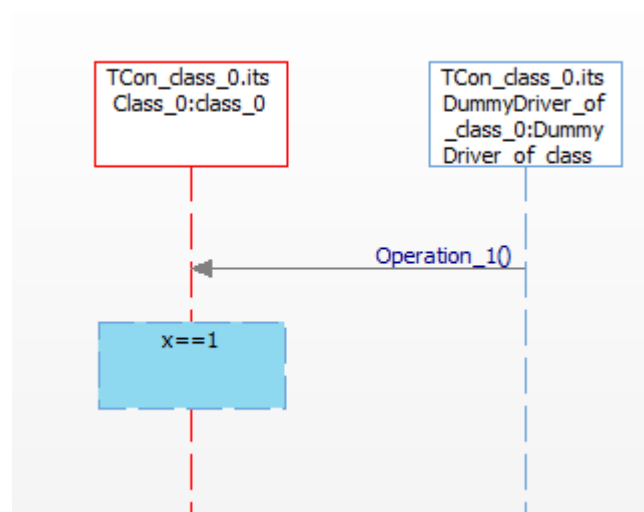 TCon_class_0.its
Class_0:class_0
TCon_class_0.its
DummyDriver_of
_class_0:Dummy
Driver_of_class
Operation_1()
x==1